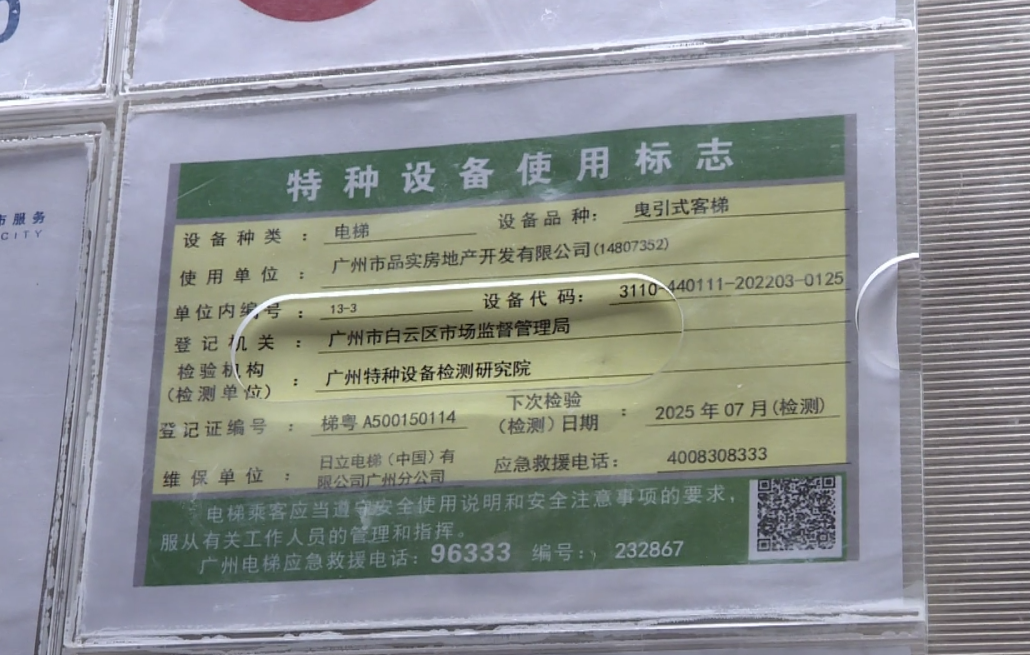 市服务
CITY
特种设备使用标志
设备种类： 电梯 设备品种： 曳引式客梯
使用单位： 广州市品实房地产开发有限公司(14807352)
单位内编号： 13-3 设备代码： 3110-440111-202203-0125
登记机关： 广州市白云区市场监督管理局
检验机构
(检测单位)： 广州特种设备检测研究院
登记证编号： 梯粤A500150114 下次检验
(检测)日期： 2025年07月(检测)
维保单位： 日立电梯（中国）有
限公司广州分公司 应急救援电话： 4008308333
电梯乘客应当遵守安全使用说明和安全注意事项的要求，
服从有关工作人员的管理和指挥。
广州电梯应急救援电话：96333 编号：232867